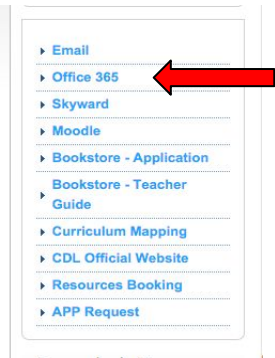 Email
Office 365
Skyward
Moodle
Bookstore - Application
Bookstore - Teacher
Guide
Curriculum Mapping
CDL Official Website
Resources Booking
APP Request